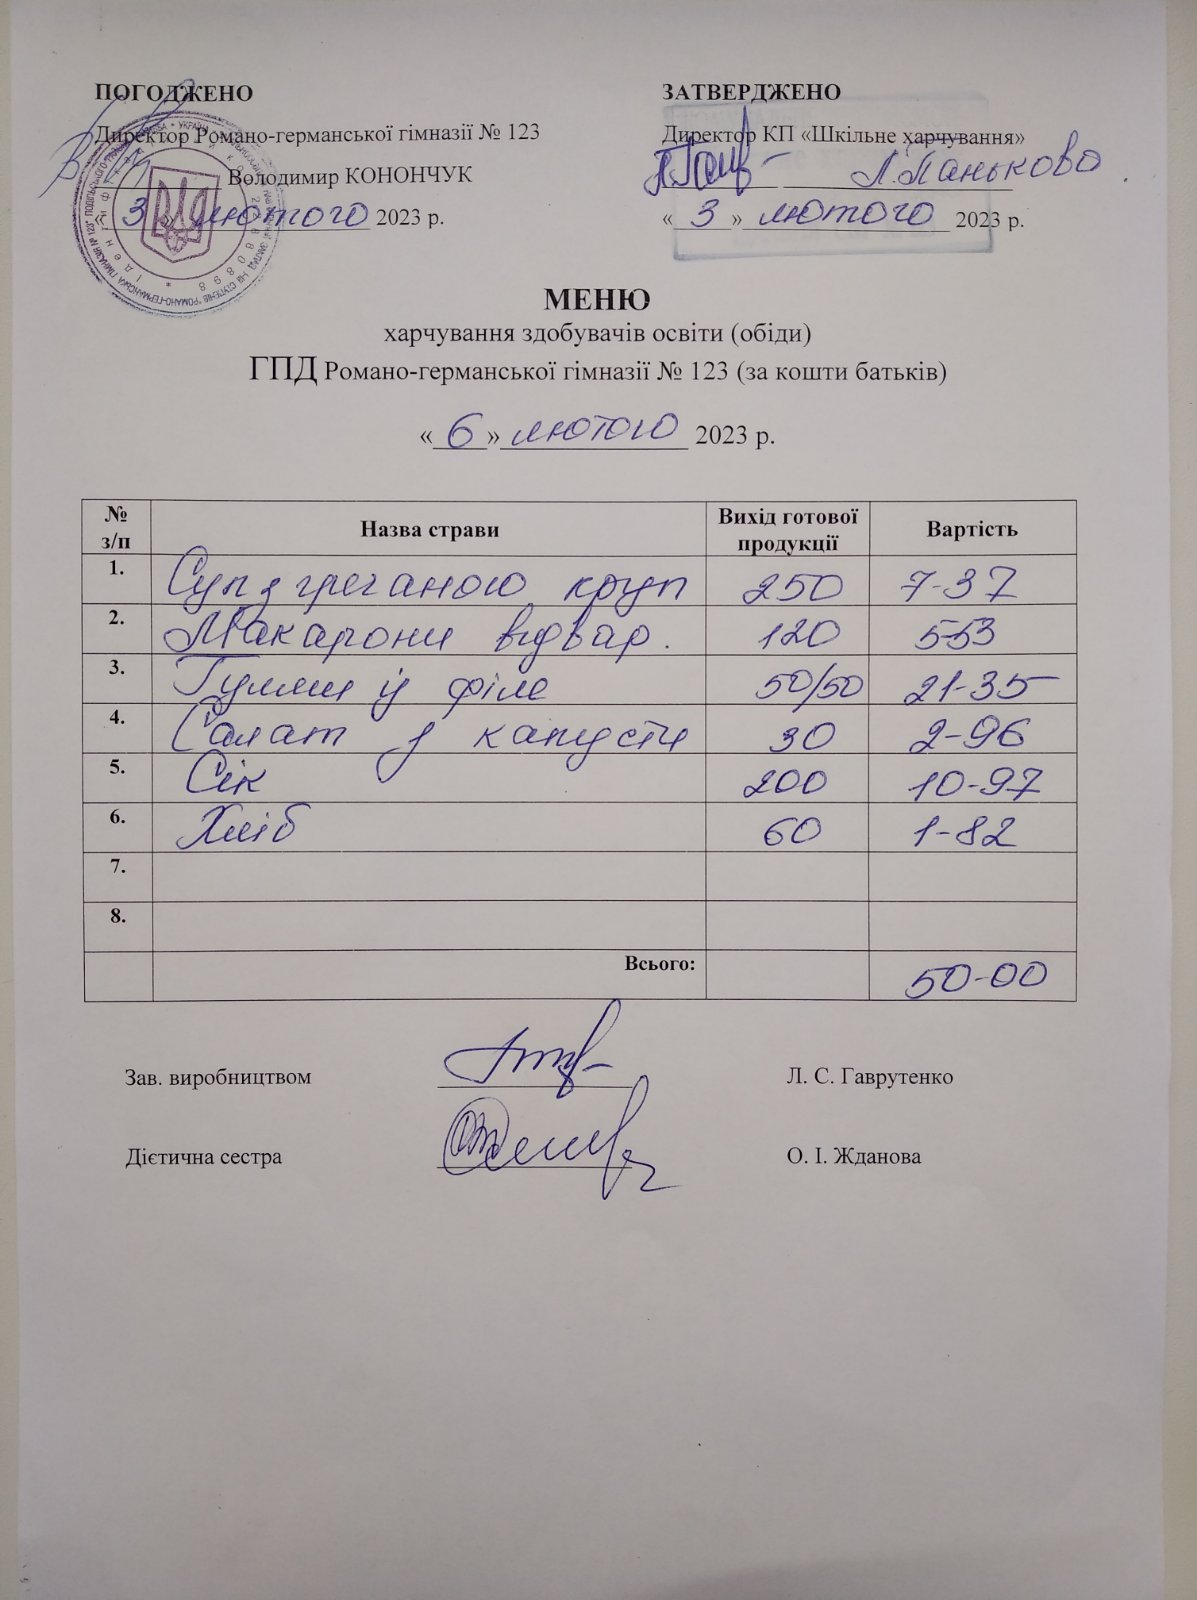 ПОГОДЖЕНО
Директор Романо-германської гімназії № 123
Володимир КОНОНЧУК
«3» лютого 2023 р.
ЗАТВЕРДЖЕНО
Директор КП «Шкільне харчування»
Л. Панькова
«3» лютого 2023 р.
МЕНЮ
харчування здобувачів освіти (обіди)
ГПД Романо-германської гімназії № 123 (за кошти батьків)
«6» лютого 2023 р.
№ з/п Назва страви Вихід готової продукції Вартість
1. Суп з гречаною круп 250 7-37
2. Макарони відвар. 120 5-53
3. Гуляш із філе 50/50 21-35
4. Салат з капусти 30 2-96
5. Сік 200 10-97
6. Хліб 60 1-82
7.
8.
Всього: 50-00
Зав. виробництвом Л. С. Гаврутенко
Дієтична сестра О. І. Жданова